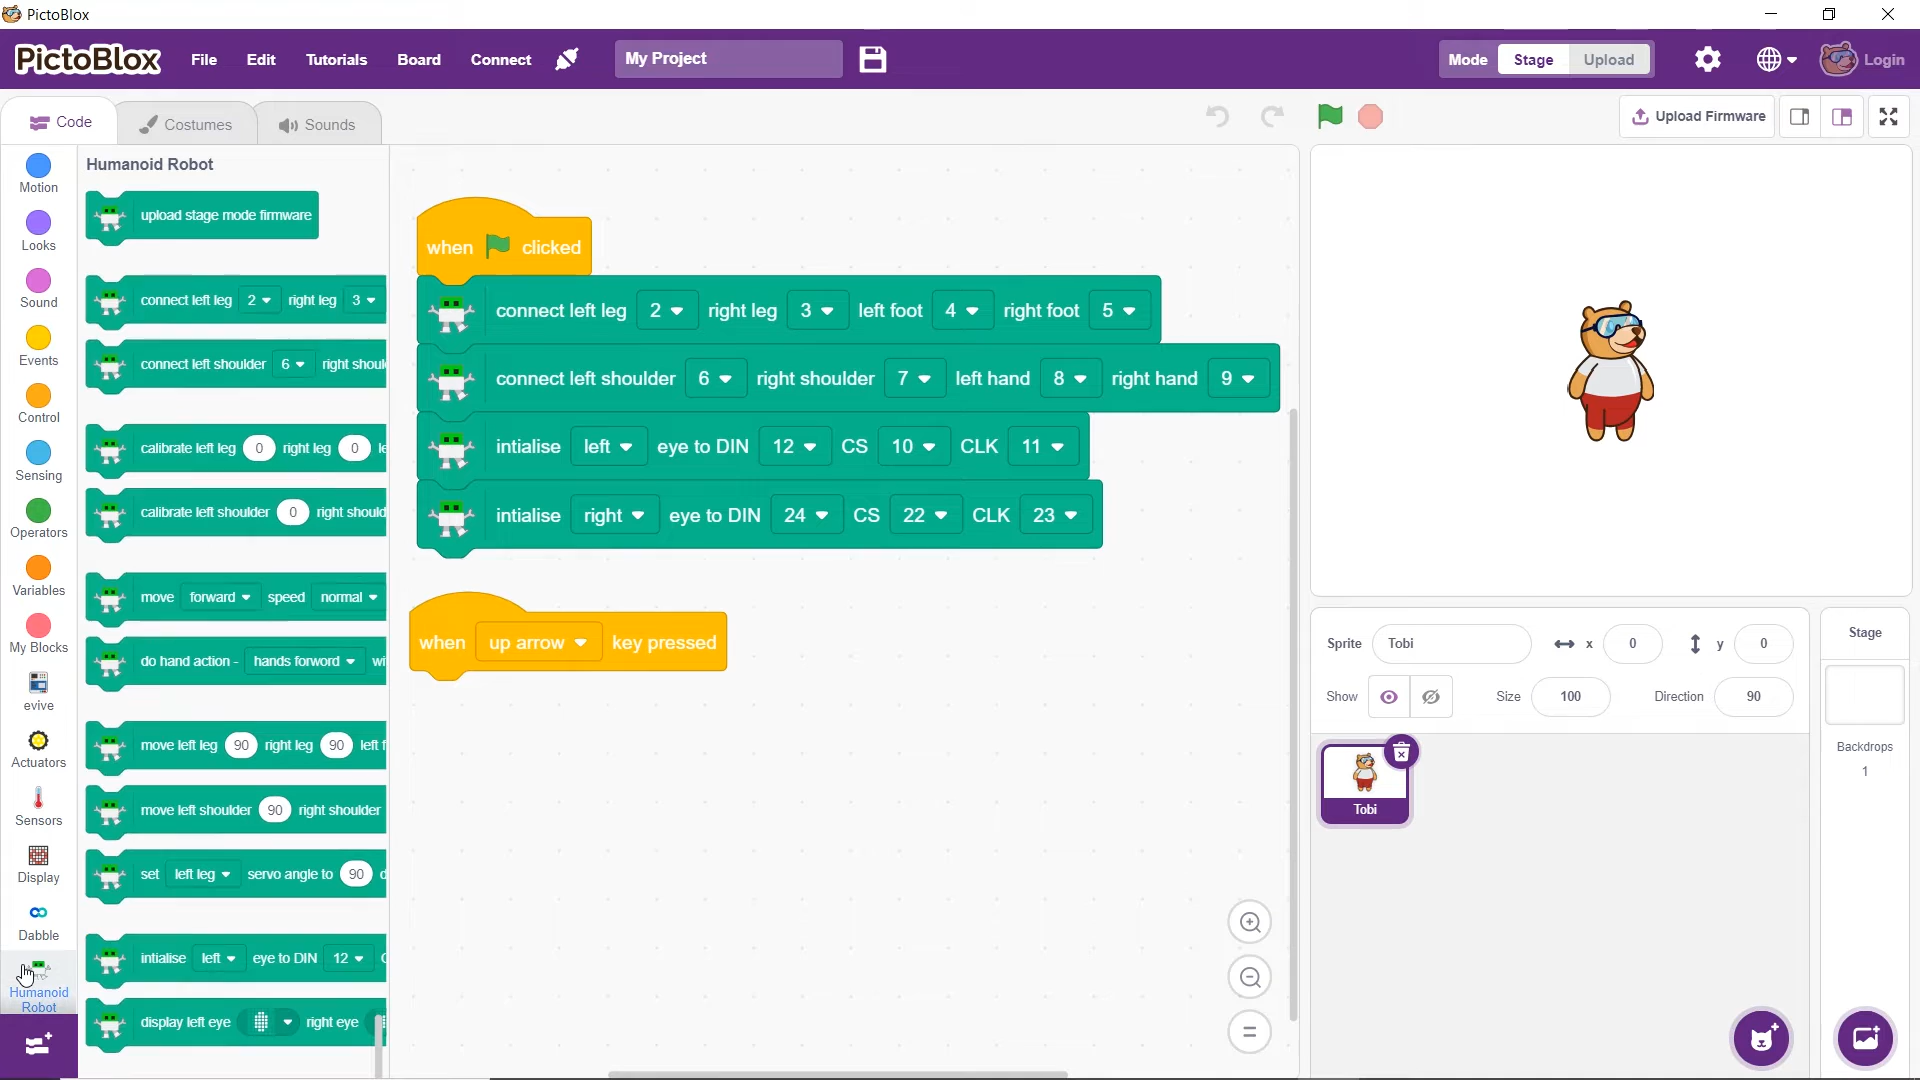 PictoBlox
PictoBlox File Edit Tutorials Board Connect My Project Mode Stage Upload Login
Code Costumes Sounds Upload Firmware
Motion
Looks
Sound
Events
Control
Sensing
Operators
Variables
My Blocks
evive
Actuators
Sensors
Display
Dabble
Humanoid
Robot
Humanoid Robot
upload stage mode firmware
connect left leg 2 right leg 3
connect left shoulder 6 right shoul
calibrate left leg 0 right leg 0 le
calibrate left shoulder 0 right should
move forward speed normal
do hand action - hands forword wi
move left leg 90 right leg 90 left f
move left shoulder 90 right shoulder
set left leg servo angle to 90 d
intialise left eye to DIN 12 C
display left eye right eye
when clicked
connect left leg 2 right leg 3 left foot 4 right foot 5
connect left shoulder 6 right shoulder 7 left hand 8 right hand 9
intialise left eye to DIN 12 CS 10 CLK 11
intialise right eye to DIN 24 CS 22 CLK 23
when up arrow key pressed
Sprite Tobi x 0 y 0
Show Size 100 Direction 90
Tobi
Stage
Backdrops
1